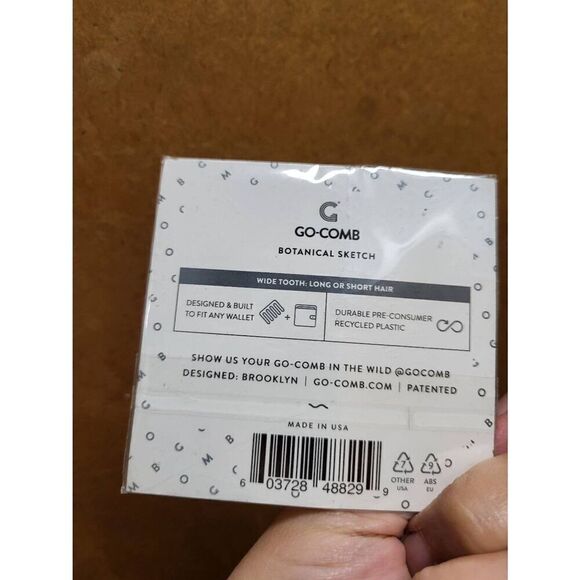 G
GO-COMB
BOTANICAL SKETCH
WIDE TOOTH: LONG OR SHORT HAIR
DESIGNED & BUILT
TO FIT ANY WALLET
+
DURABLE PRE-CONSUMER
RECYCLED PLASTIC
SHOW US YOUR GO-COMB IN THE WILD @GOCOMB
DESIGNED: BROOKLYN | GO-COMB.COM | PATENTED
MADE IN USA
6 03728 48829 9
7
OTHER
USA
9
ABS
EU